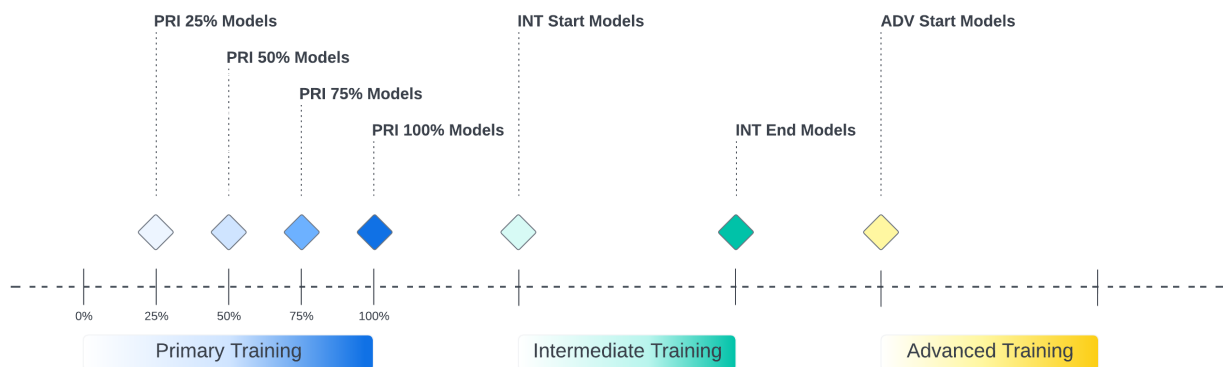 PRI 25% Models
INT Start Models
ADV Start Models
PRI 50% Models
PRI 75% Models
PRI 100% Models
INT End Models
0%
25%
50%
75%
100%
Primary Training
Intermediate Training
Advanced Training